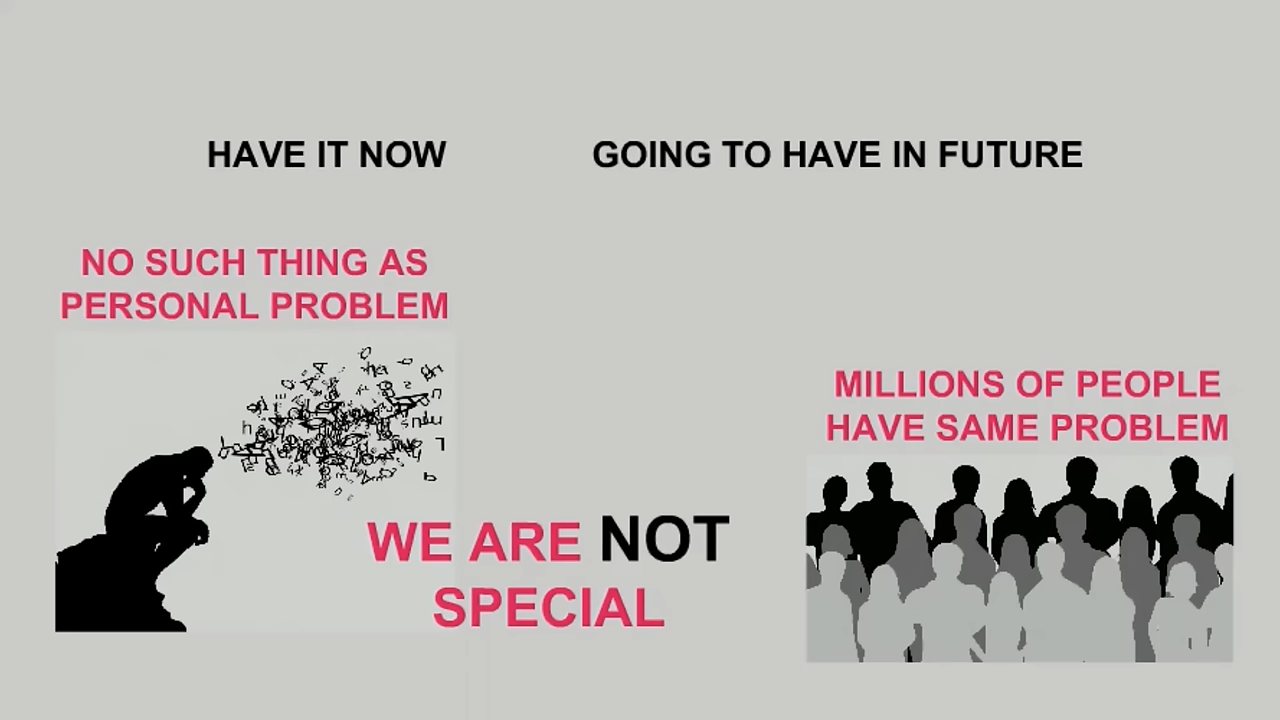 HAVE IT NOW
GOING TO HAVE IN FUTURE
NO SUCH THING AS
PERSONAL PROBLEM
MILLIONS OF PEOPLE
HAVE SAME PROBLEM
WE ARE NOT
SPECIAL